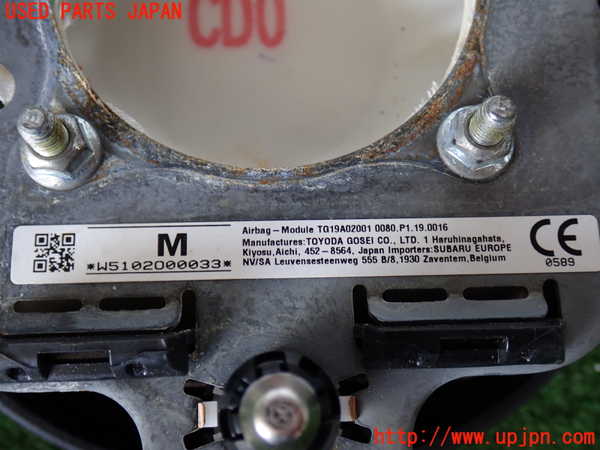 USED PARTS JAPAN
CD0
M
*W5102000033*
Airbag-Module TG19A02001 0080.P1.19.0016
Manufactures:TOYODA GOSEI CO., LTD. 1 Haruhinagahata,
Kiyosu,Aichi, 452-8564, Japan Importers:SUBARU EUROPE
NV/SA Leuvensesteenweg 555 B/8,1930 Zaventem,Belgium
CE
0589
http://www.upjpn.com/